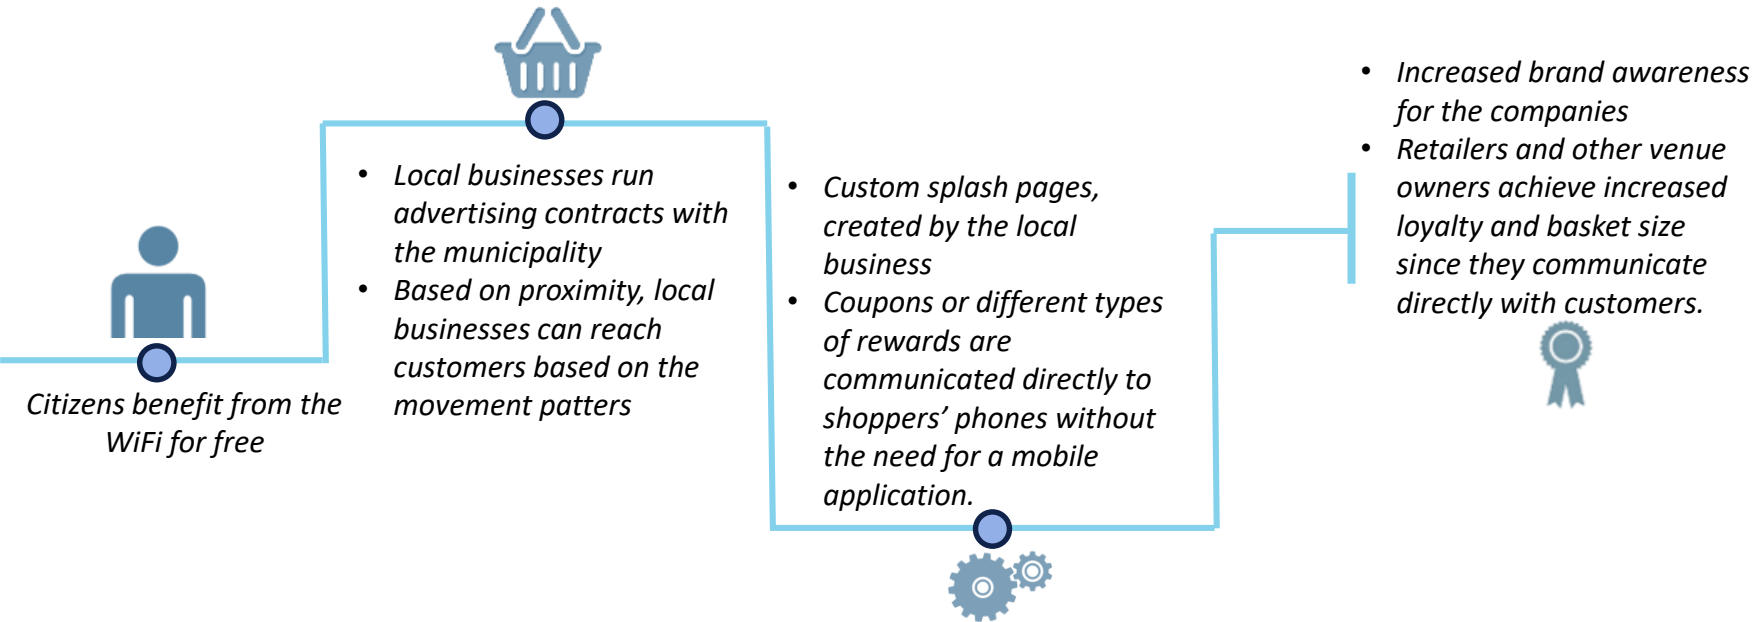 Citizens benefit from the
WiFi for free
• Local businesses run
advertising contracts with
the municipality
• Based on proximity, local
businesses can reach
customers based on the
movement patters
• Custom splash pages,
created by the local
business
• Coupons or different types
of rewards are
communicated directly to
shoppers’ phones without
the need for a mobile
application.
• Increased brand awareness
for the companies
• Retailers and other venue
owners achieve increased
loyalty and basket size
since they communicate
directly with customers.